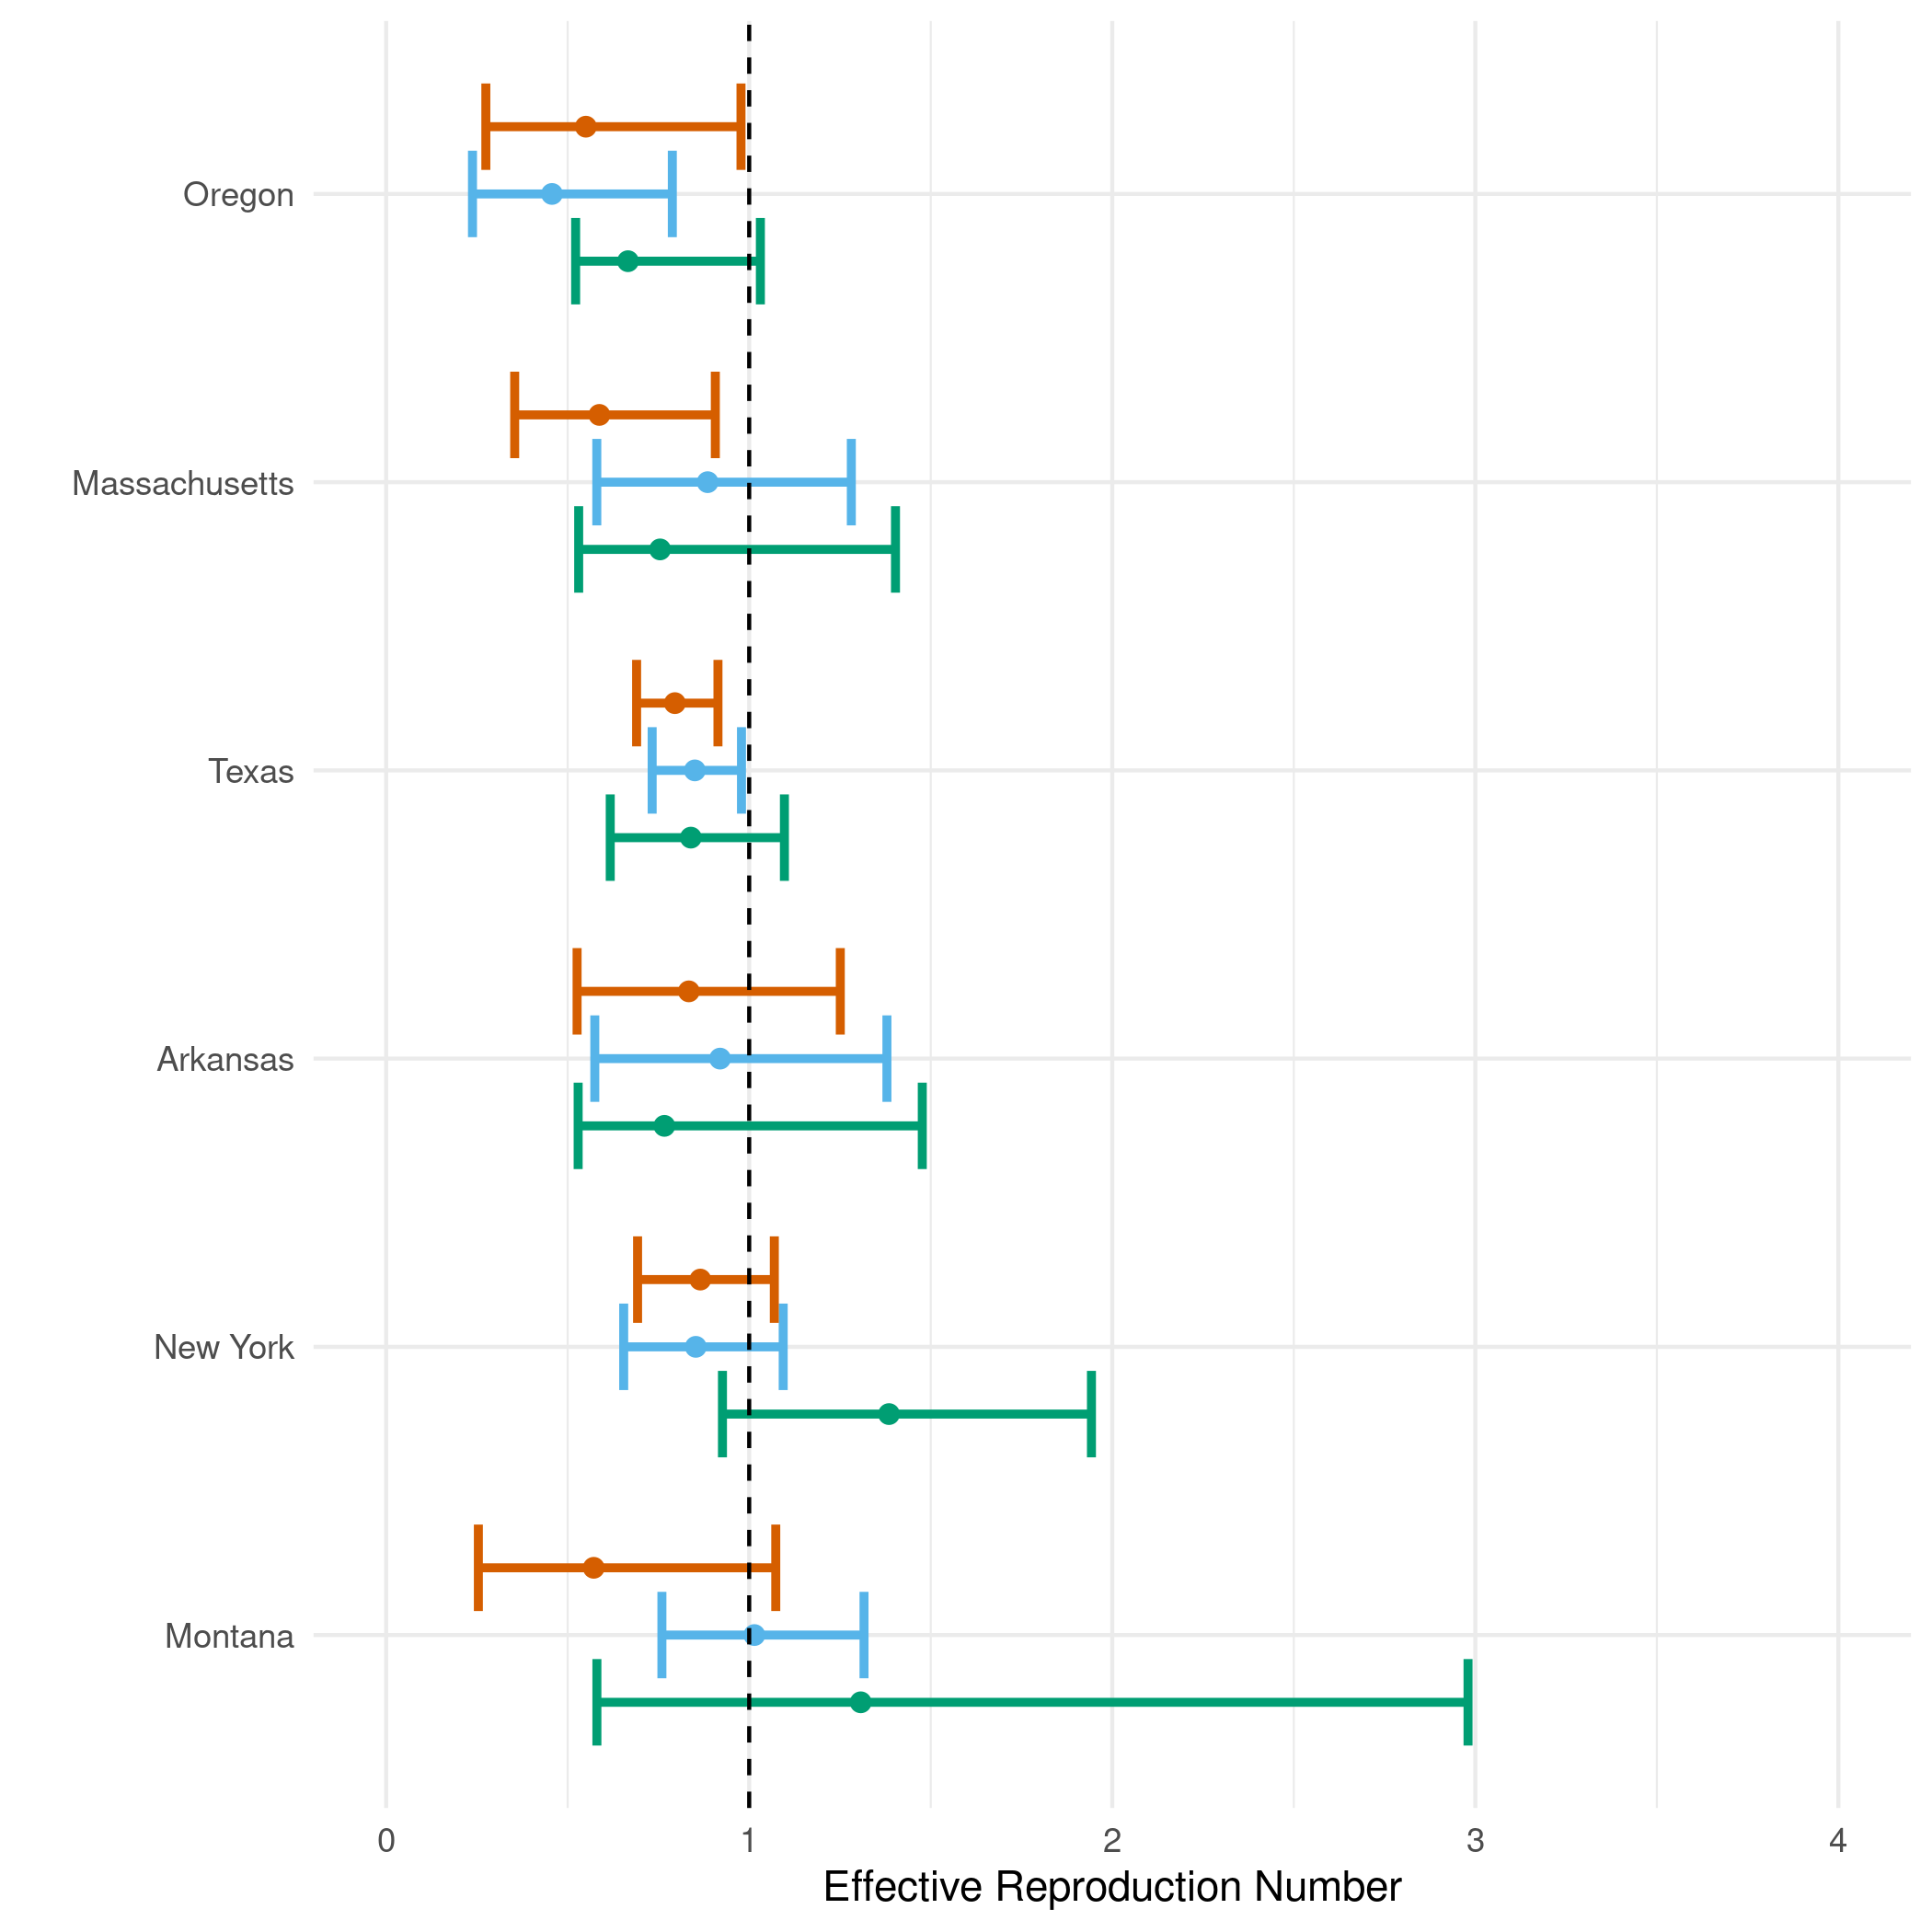 Oregon
Massachusetts
Texas
Arkansas
New York
Montana
0 1 2 3 4
Effective Reproduction Number